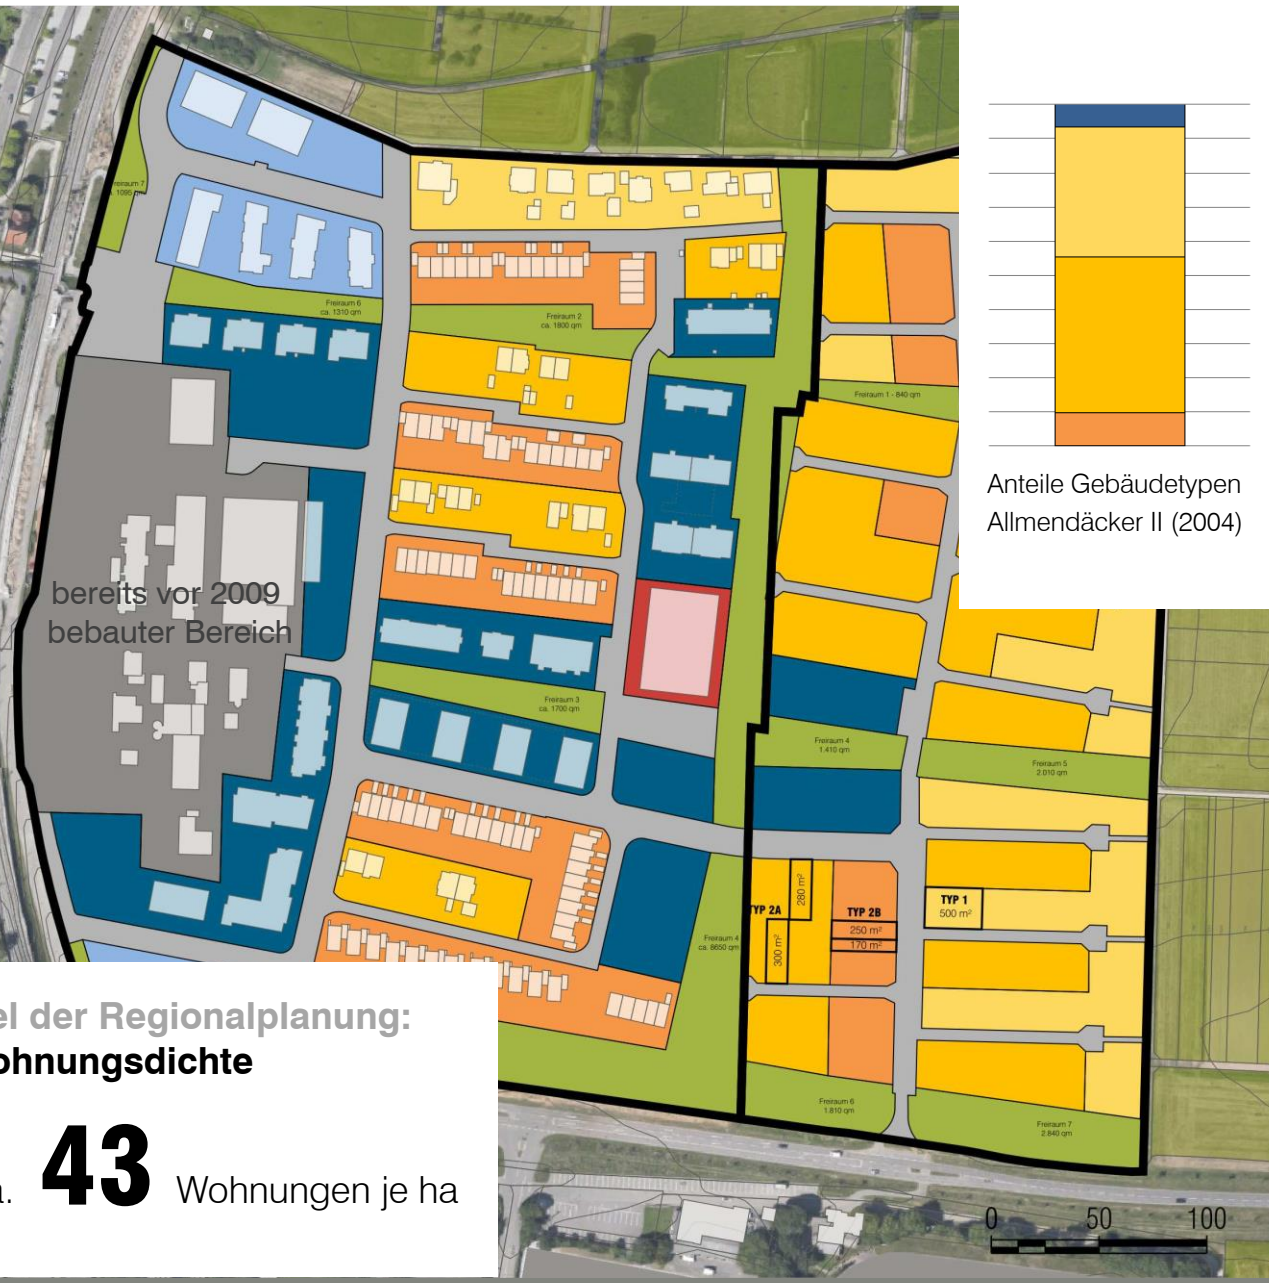 Freiraum 7
1095 qm
Freiraum 6
ca. 1310 qm
Freiraum 2
ca. 1800 qm
Freiraum 1 - 840 qm
Anteile Gebäudetypen
Allmendäcker II (2004)
bereits vor 2009
bebauter Bereich
Freiraum 3
ca. 1700 qm
Freiraum 4
1.410 qm
Freiraum 5
2.010 qm
TYP 2A
280 m²
300 m²
TYP 2B
250 m²
170 m²
TYP 1
500 m²
Freiraum 4
ca. 8650 qm
el der Regionalplanung:
ohnungsdichte
a. 43 Wohnungen je ha
Freiraum 6
1.810 qm
Freiraum 7
2.840 qm
0 50 100